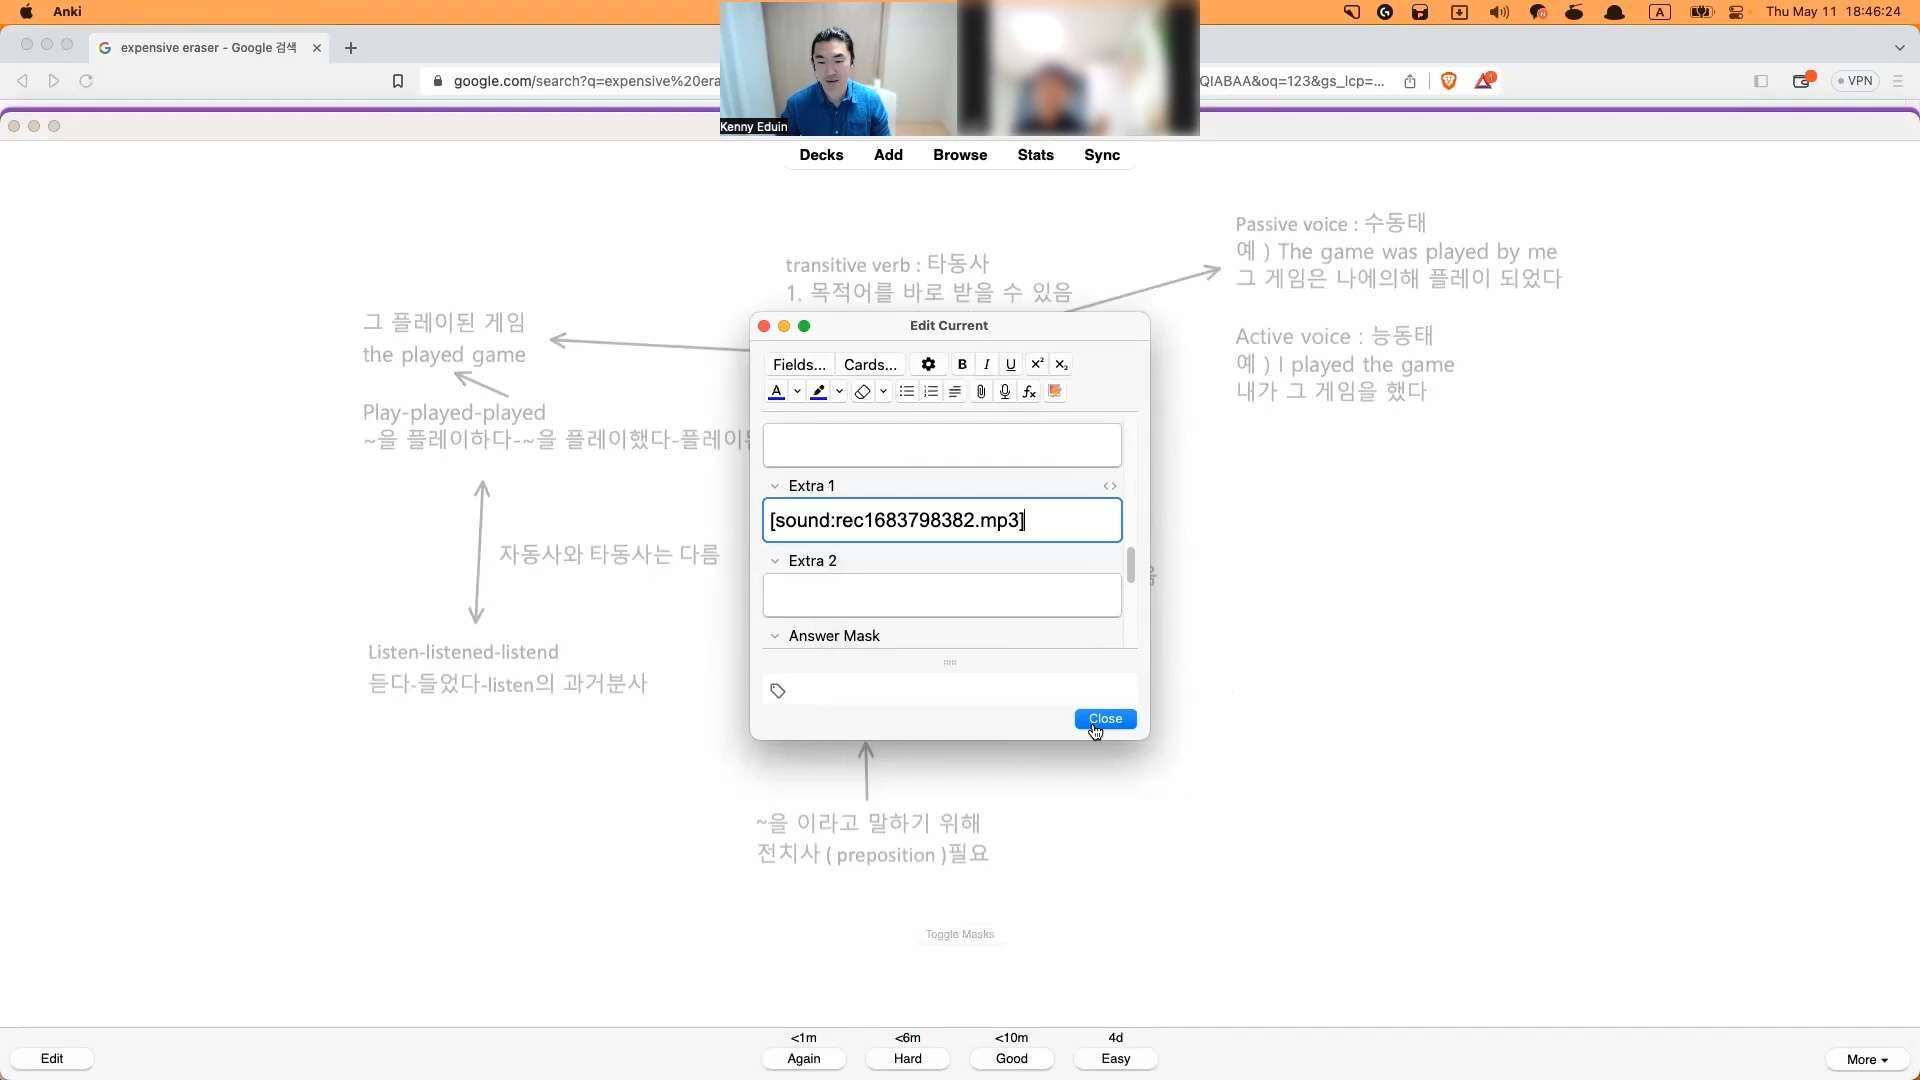 Anki
Thu May 11 18:46:24
A
expensive eraser - Google 검색
google.com/search?q=expensive%20era
QIABAA&oq=123&gs_lcp=...
VPN
Kenny Eduin
Decks Add Browse Stats Sync
Passive voice : 수동태
예 ) The game was played by me
그 게임은 나에의해 플레이 되었다
transitive verb : 타동사
1. 목적어를 바로 받을 수 있음
그 플레이된 게임
the played game
Active voice : 능동태
예 ) I played the game
내가 그 게임을 했다
Play-played-played
~을 플레이하다-~을 플레이했다-플레이
자동사와 타동사는 다름
Listen-listened-listend
듣다-들었다-listen의 과거분사
Edit Current
Fields... Cards...
B I U X² X₂
A
fx
Extra 1
<>
[sound:rec1683798382.mp3]
Extra 2
Answer Mask
Close
~을 이라고 말하기 위해
전치사 ( preposition )필요
Toggle Masks
<1m <6m <10m 4d
Edit Again Hard Good Easy More